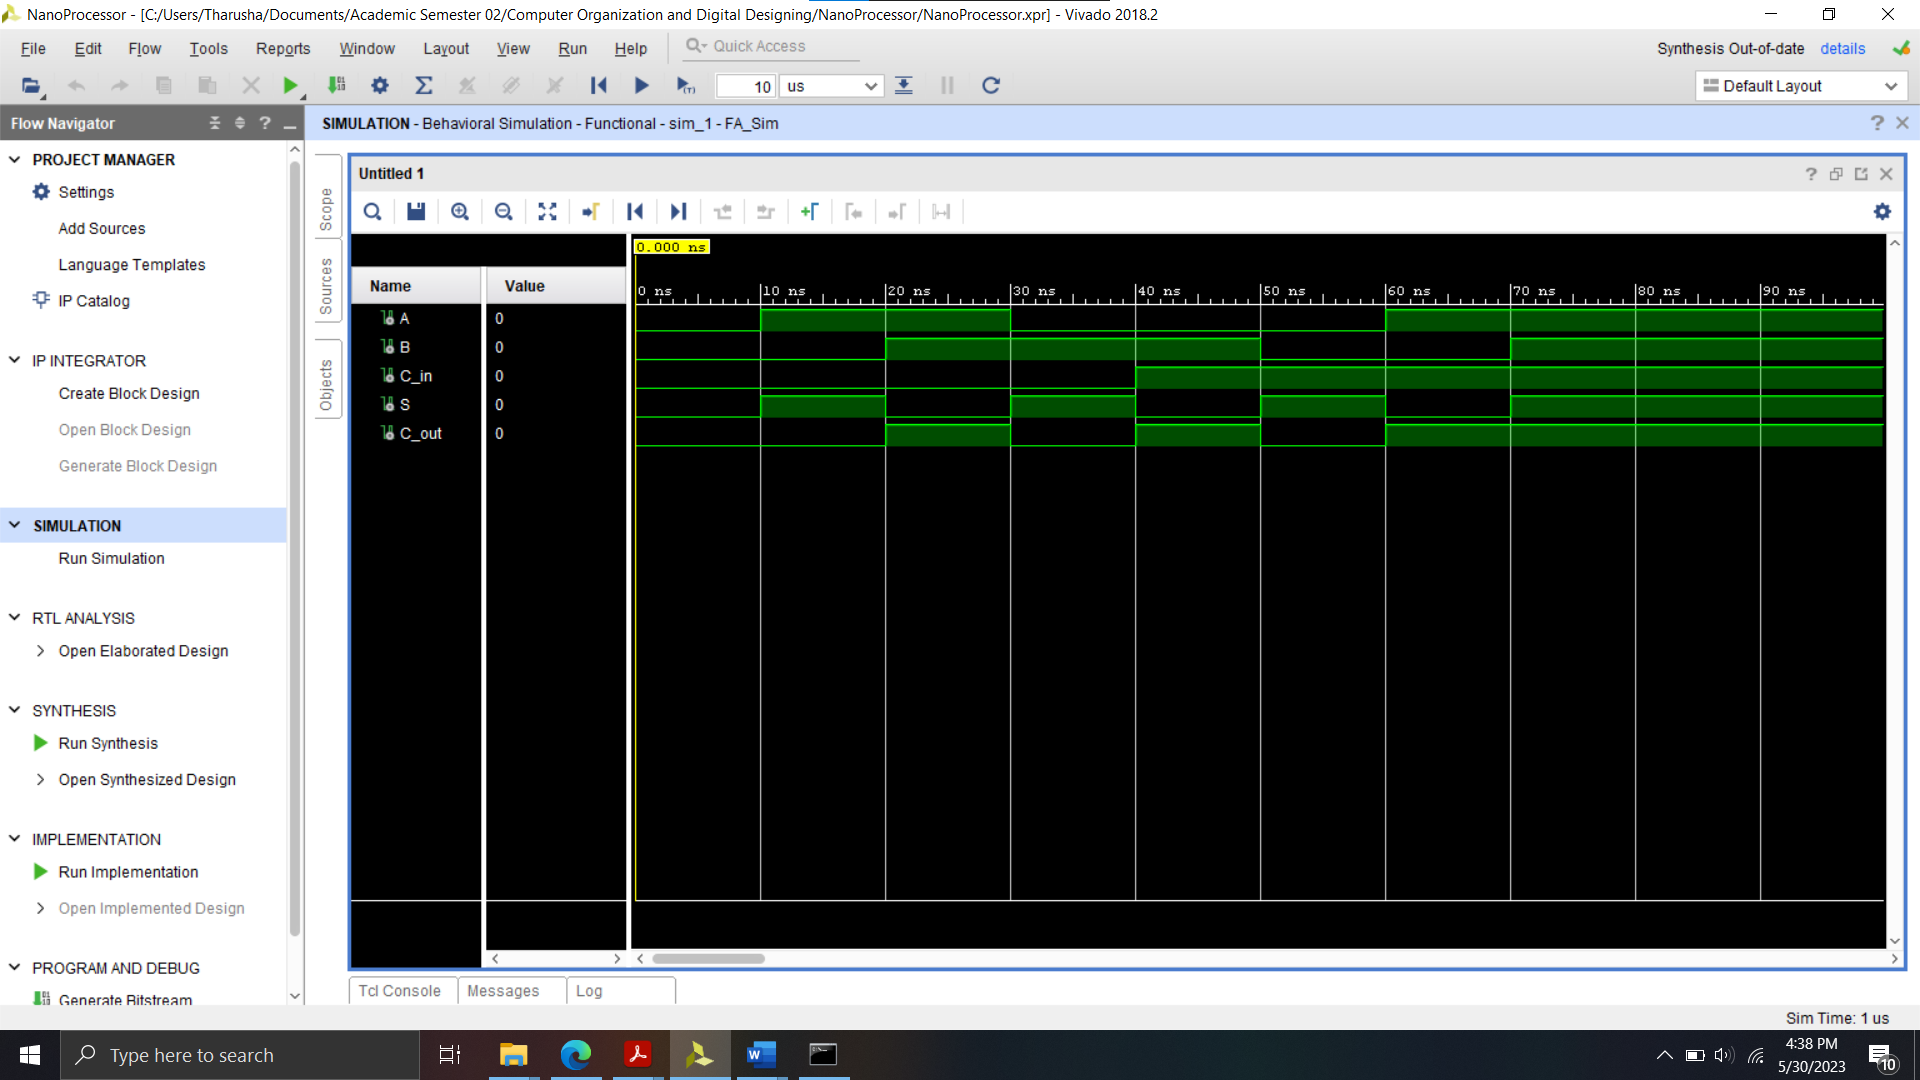 NanoProcessor - [C:/Users/Tharusha/Documents/Academic Semester 02/Computer Organization and Digital Designing/NanoProcessor/NanoProcessor.xpr] - Vivado 2018.2
File Edit Flow Tools Reports Window Layout View Run Help Quick Access Synthesis Out-of-date details
10 us Default Layout
Flow Navigator ? SIMULATION - Behavioral Simulation - Functional - sim_1 - FA_Sim ?
PROJECT MANAGER
Settings
Add Sources
Language Templates
IP Catalog
IP INTEGRATOR
Create Block Design
Open Block Design
Generate Block Design
SIMULATION
Run Simulation
RTL ANALYSIS
Open Elaborated Design
SYNTHESIS
Run Synthesis
Open Synthesized Design
IMPLEMENTATION
Run Implementation
Open Implemented Design
PROGRAM AND DEBUG
Generate Bitstream
Scope
Sources
Objects
Untitled 1 ?
0.000 ns
Name Value 0 ns 10 ns 20 ns 30 ns 40 ns 50 ns 60 ns 70 ns 80 ns 90 ns
A 0
B 0
C_in 0
S 0
C_out 0
Tcl Console Messages Log
Sim Time: 1 us
Type here to search
4:38 PM
5/30/2023
10